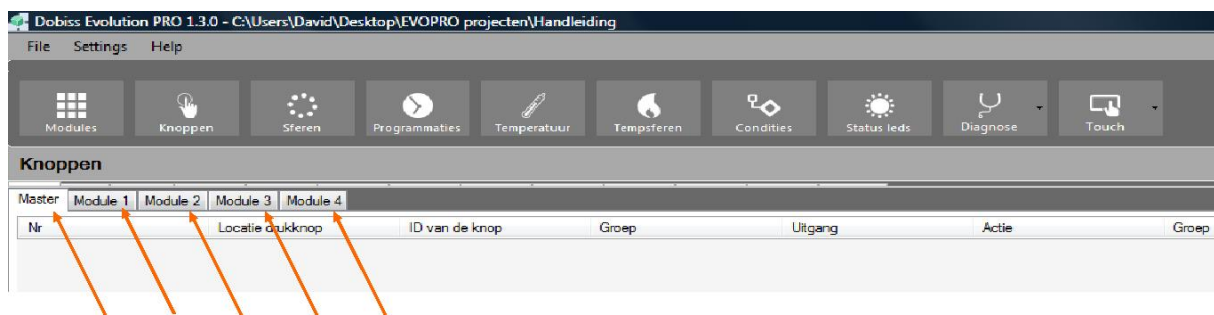 Dobiss Evolution PRO 1.3.0 - C:\Users\David\Desktop\EVOPRO projecten\Handleiding
File Settings Help
Modules Knoppen Sferen Programmaties Temperatuur Tempsferen Condities Status leds Diagnose Touch
Knoppen
Master Module 1 Module 2 Module 3 Module 4
Nr Locatie drukknop ID van de knop Groep Uitgang Actie Groep